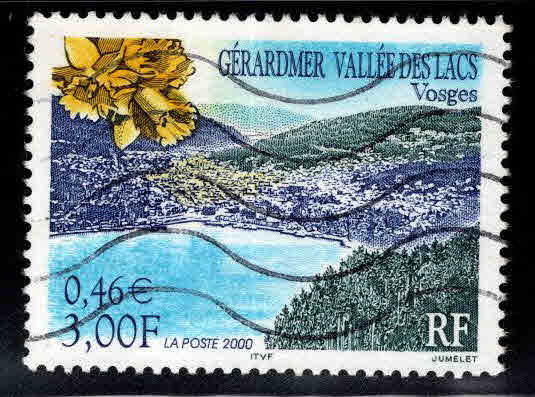 GÉRARDMER VALLÉE DES LACS
Vosges
0,46€
3,00F
LA POSTE 2000
RF
ITVF
JUMELET